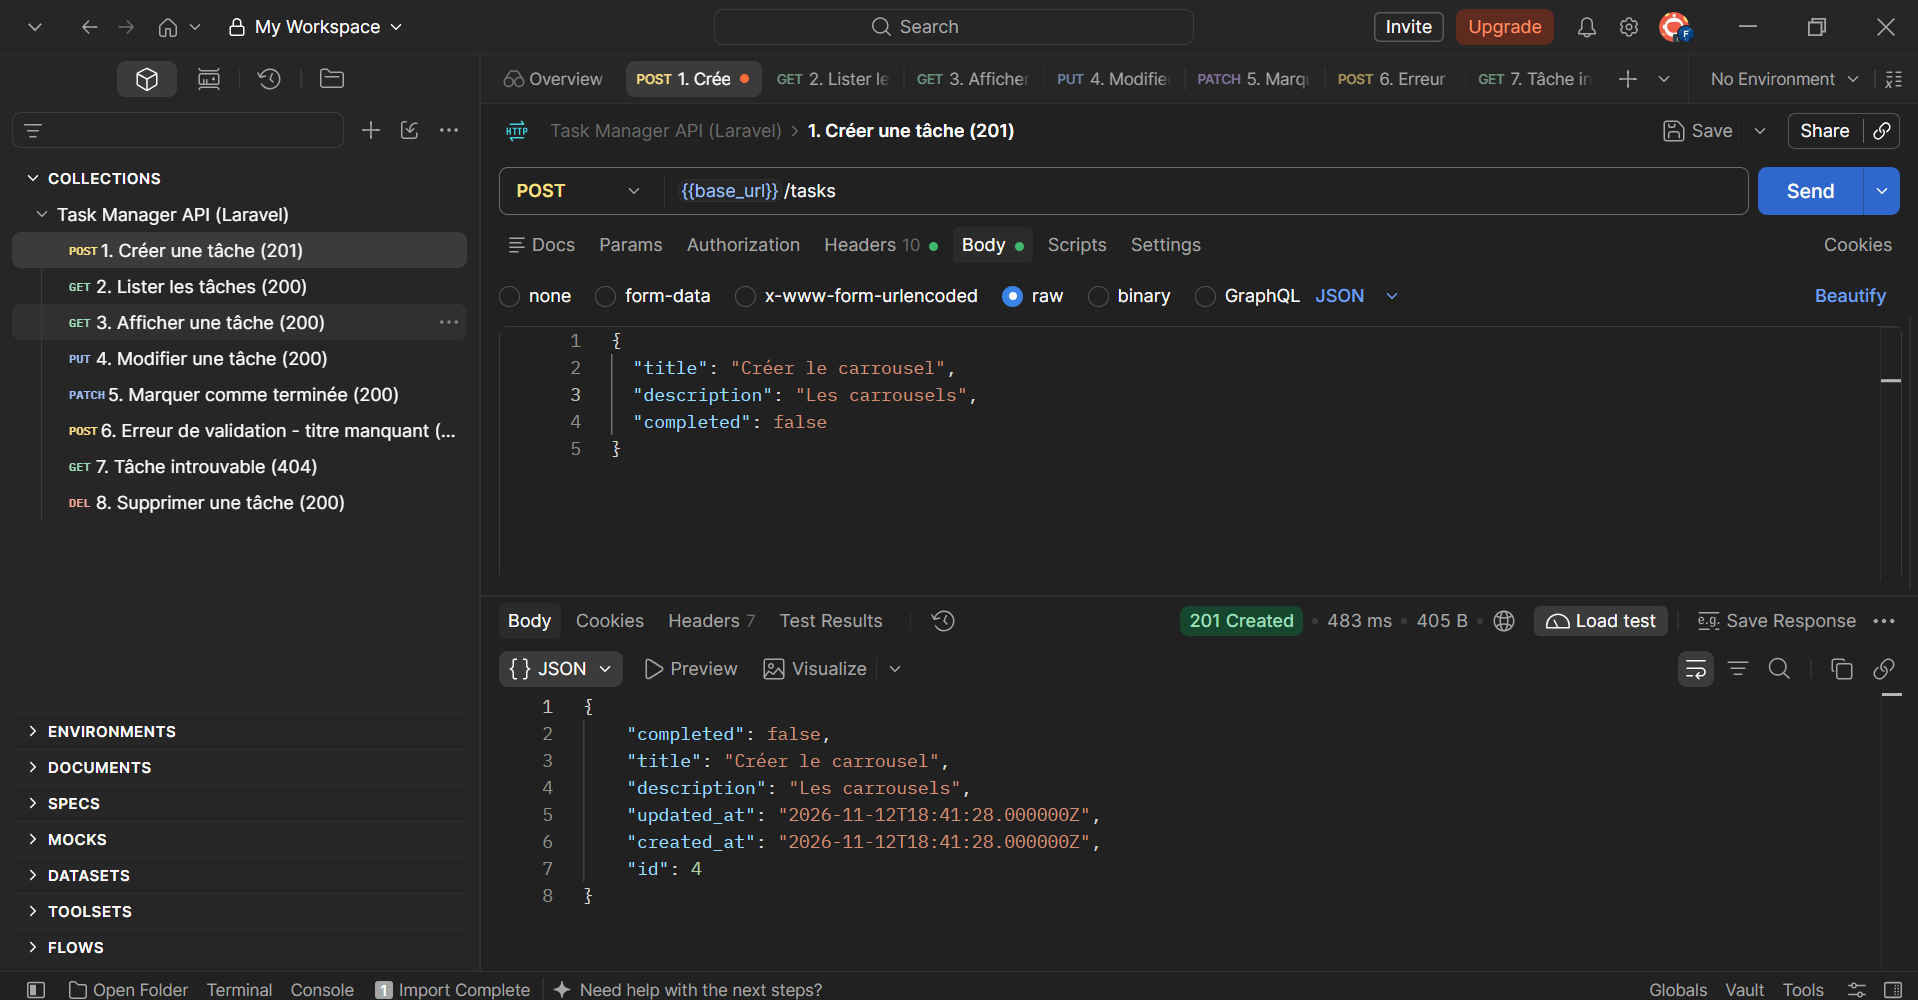 My Workspace
Search
Invite
Upgrade
F
Overview
POST 1. Crée
GET 2. Lister le
GET 3. Afficher
PUT 4. Modifie
PATCH 5. Marqu
POST 6. Erreur
GET 7. Tâche in
No Environment
HTTP
Task Manager API (Laravel) > 1. Créer une tâche (201)
Save
Share
COLLECTIONS
Task Manager API (Laravel)
POST 1. Créer une tâche (201)
GET 2. Lister les tâches (200)
GET 3. Afficher une tâche (200)
PUT 4. Modifier une tâche (200)
PATCH 5. Marquer comme terminée (200)
POST 6. Erreur de validation - titre manquant (...
GET 7. Tâche introuvable (404)
DEL 8. Supprimer une tâche (200)
ENVIRONMENTS
DOCUMENTS
SPECS
MOCKS
DATASETS
TOOLSETS
FLOWS
POST
{{base_url}} /tasks
Send
Docs
Params
Authorization
Headers 10
Body
Scripts
Settings
Cookies
none
form-data
x-www-form-urlencoded
raw
binary
GraphQL
JSON
Beautify
1 {
2 "title": "Créer le carrousel",
3 "description": "Les carrousels",
4 "completed": false
5 }
Body
Cookies
Headers 7
Test Results
201 Created
483 ms
405 B
Load test
e.g. Save Response
{} JSON
Preview
Visualize
1 {
2 "completed": false,
3 "title": "Créer le carrousel",
4 "description": "Les carrousels",
5 "updated_at": "2026-11-12T18:41:28.000000Z",
6 "created_at": "2026-11-12T18:41:28.000000Z",
7 "id": 4
8 }
Open Folder
Terminal
Console
1 Import Complete
Need help with the next steps?
Globals
Vault
Tools